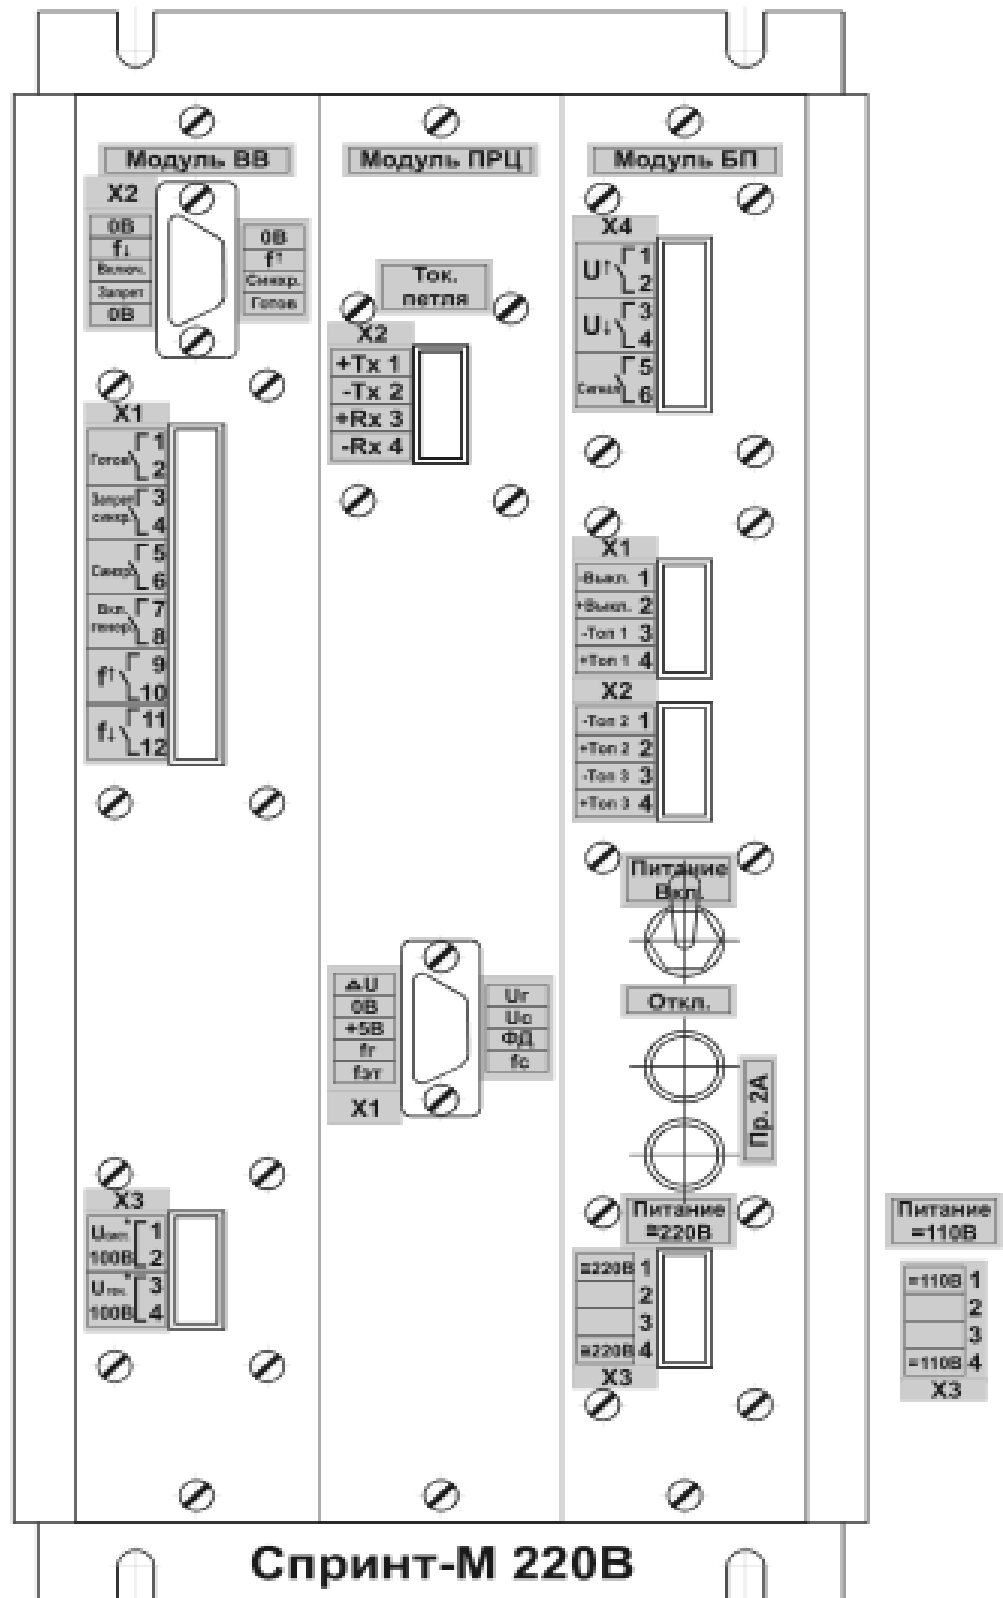 Модуль ВВ
X2
0В
f↓
Включ.
Запрет
0В
0В
f↑
Синхр.
Готов
X1
Готов 1
2
Запрет 3
синхр. 4
Синхр. 5
6
Вкл. 7
генер. 8
f↑ 9
10
f↓ 11
12
X3
Uсит.* 1
100В 2
3
100В 4
Модуль ПРЦ
Ток.
петля
X2
+Tx 1
-Tx 2
+Rx 3
-Rx 4
0В
+5В
fг
fэт
X1
Uг
Uс
ФД
fс
Модуль БП
X4
U↑ 1
2
U↓ 3
4
Сигнал 5
6
X1
-Выкл. 1
+Выкл. 2
-Топ 1 3
+Топ 1 4
X2
-Топ 2 1
+Топ 2 2
-Топ 3 3
+Топ 3 4
Питание
Вкл.
Откл.
Пр. 2А
Питание
≅220В
≅220В 1
2
3
≅220В 4
X3
Питание
=110В
=110В 1
2
3
=110В 4
X3
Спринт-М 220В